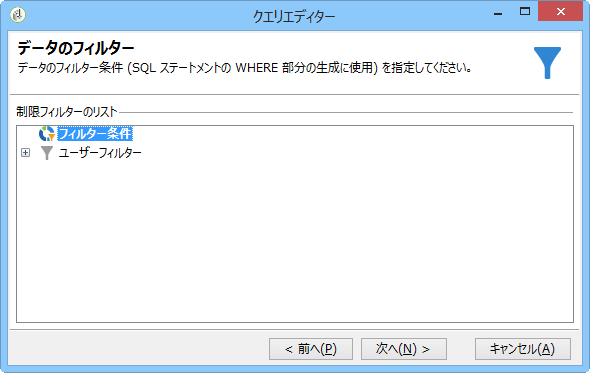 クエリエディター
データのフィルター
データのフィルター条件 (SQL ステートメントの WHERE 部分の生成に使用) を指定してください。
制限フィルターのリスト
フィルター条件
ユーザーフィルター
< 前へ(P)
次へ(N) >
キャンセル(A)